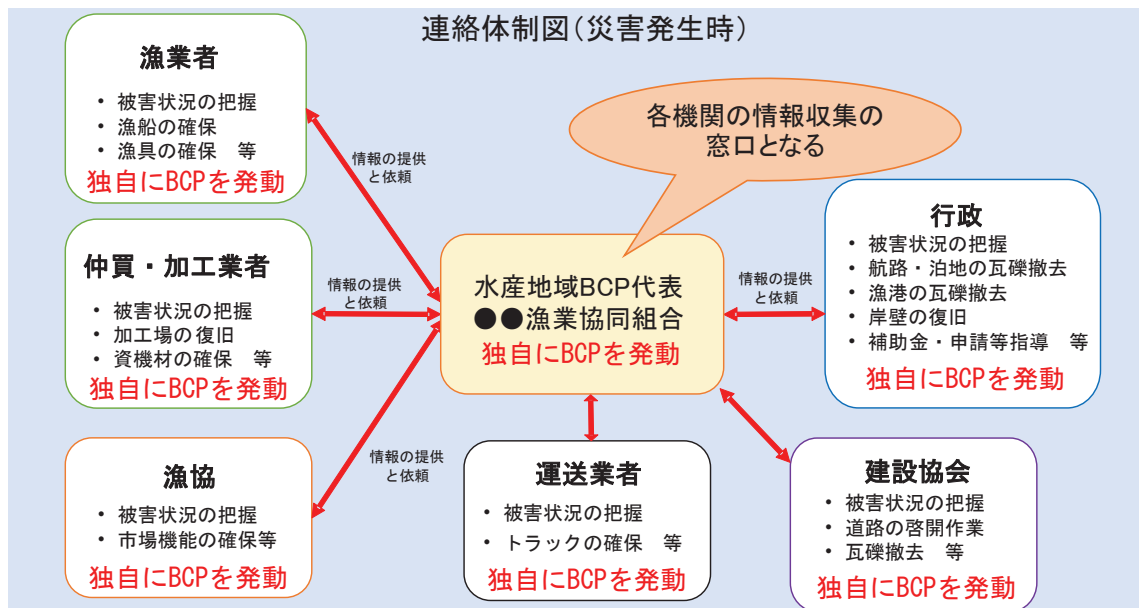 連絡体制図(災害発生時)
漁業者
• 被害状況の把握
• 漁船の確保
• 漁具の確保　等
独自にBCPを発動
情報の提供
と依頼
各機関の情報収集の
窓口となる
仲買・加工業者
• 被害状況の把握
• 加工場の復旧
• 資機材の確保　等
独自にBCPを発動
情報の提供
と依頼
水産地域BCP代表
●●漁業協同組合
独自にBCPを発動
情報の提供
と依頼
行政
• 被害状況の把握
• 航路・泊地の瓦礫撤去
• 漁港の瓦礫撤去
• 岸壁の復旧
• 補助金・申請等指導　等
独自にBCPを発動
漁協
• 被害状況の把握
• 市場機能の確保等
独自にBCPを発動
情報の提供
と依頼
運送業者
• 被害状況の把握
• トラックの確保　等
独自にBCPを発動
建設協会
• 被害状況の把握
• 道路の啓開作業
• 瓦礫撤去　等
独自にBCPを発動